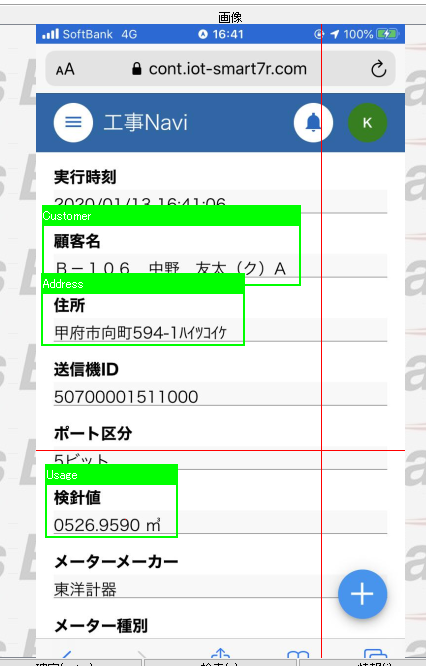 画像
SoftBank 4G 16:41 100%
AA cont.iot-smart7r.com
工事Navi K
実行時刻
2020/01/13 16:41:06
Customer
顧客名
B－１０６ 中野 友太（ク）A
Address
住所
甲府市向町594-1ﾊｲﾂｺｲｹ
送信機ID
50700001511000
ポート区分
5ビット
Usage
検針値
0526.9590 ㎥
メーターメーカー
東洋計器
メーター種別